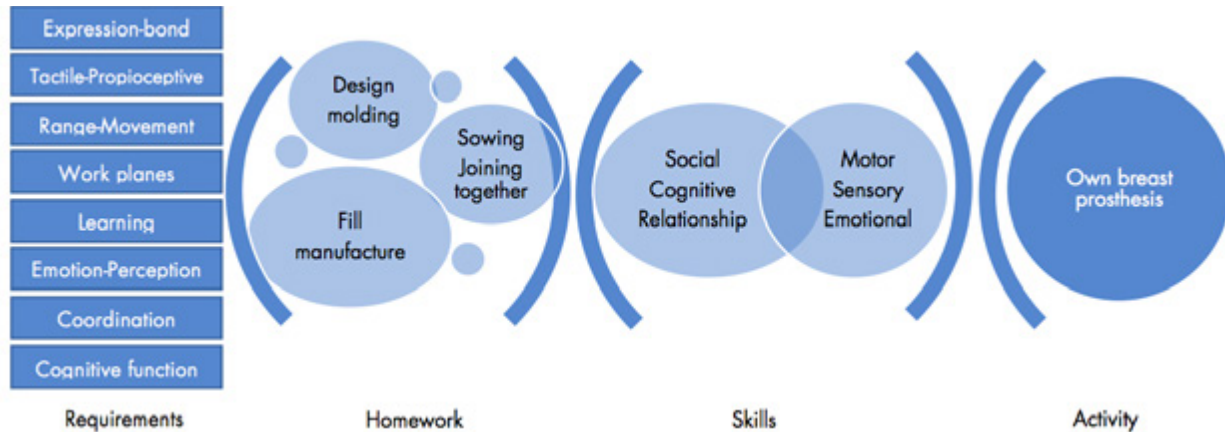 Expression-bond
Tactile-Propioceptive
Range-Movement
Work planes
Learning
Emotion-Perception
Coordination
Cognitive function
Requirements
Design
molding
Sowing
Joining
together
Fill
manufacture
Homework
Social
Cognitive
Relationship
Motor
Sensory
Emotional
Skills
Own breast
prosthesis
Activity